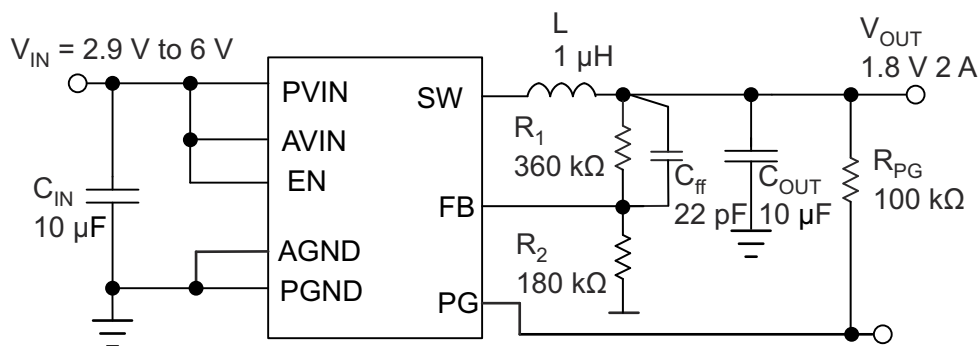 V_IN = 2.9 V to 6 V
C_IN
10 µF
PVIN
AVIN
EN
AGND
PGND
SW
FB
PG
L
1 µH
R_1
360 kΩ
R_2
180 kΩ
C_ff
22 pF
C_OUT
10 µF
V_OUT
1.8 V 2 A
R_PG
100 kΩ